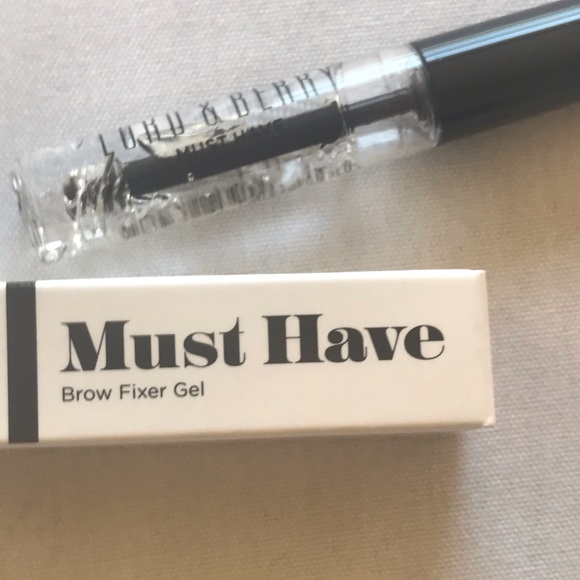 LORD & BERRY
MUST HAVE
Must Have
Brow Fixer Gel